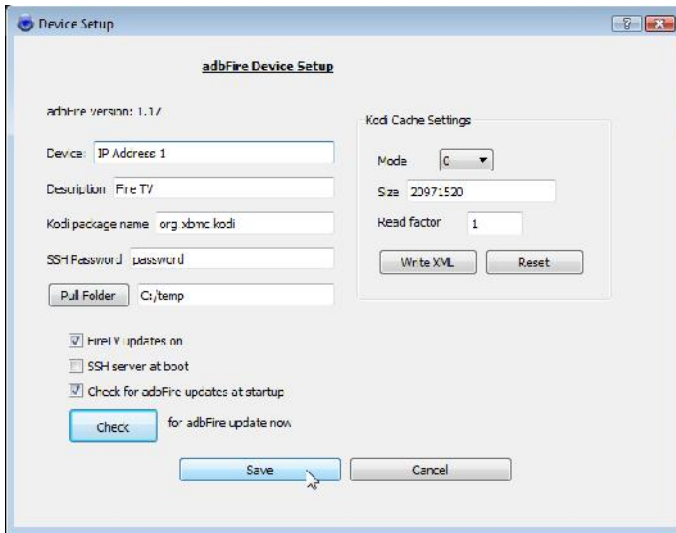 Device Setup
adbFire Device Setup
adbFire version: 1.17
Device: IP Address 1
Description Fire TV
Kodi package name org.xbmc.kodi
SSH Password password
Pull Folder C:/temp
FireTV updates on
SSH server at boot
Check for adbFire updates at startup
Check for adbFire update now
Kodi Cache Settings
Mode 0
Size 20971520
Read factor 1
Write XML Reset
Save Cancel